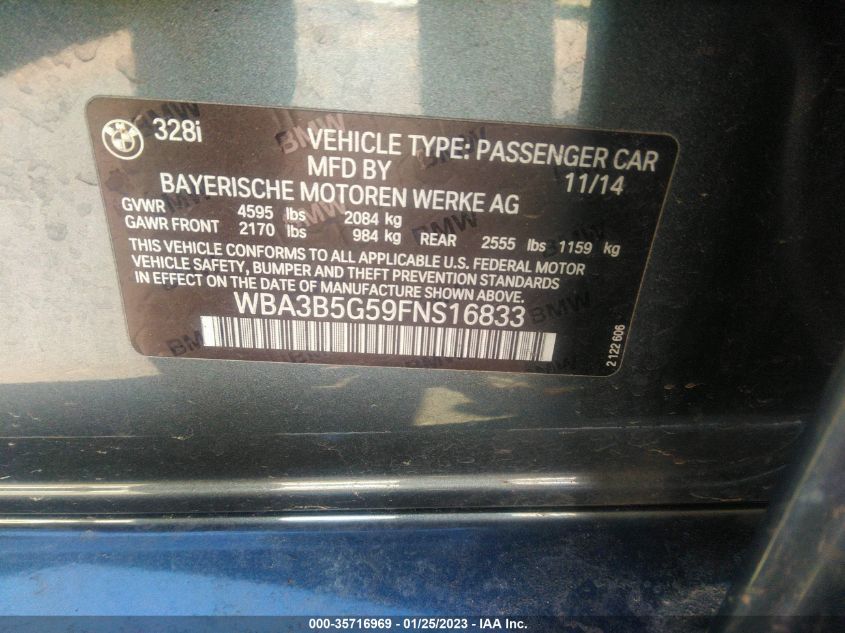 BMW 328i
VEHICLE TYPE: PASSENGER CAR
MFD BY 11/14
BAYERISCHE MOTOREN WERKE AG
GVWR 4595 lbs 2084 kg
GAWR FRONT 2170 lbs 984 kg REAR 2555 lbs 1159 kg
THIS VEHICLE CONFORMS TO ALL APPLICABLE U.S. FEDERAL MOTOR
VEHICLE SAFETY, BUMPER AND THEFT PREVENTION STANDARDS
IN EFFECT ON THE DATE OF MANUFACTURE SHOWN ABOVE.
WBA3B5G59FNS16833
2 122 606
000-35716969 - 01/25/2023 - IAA Inc.